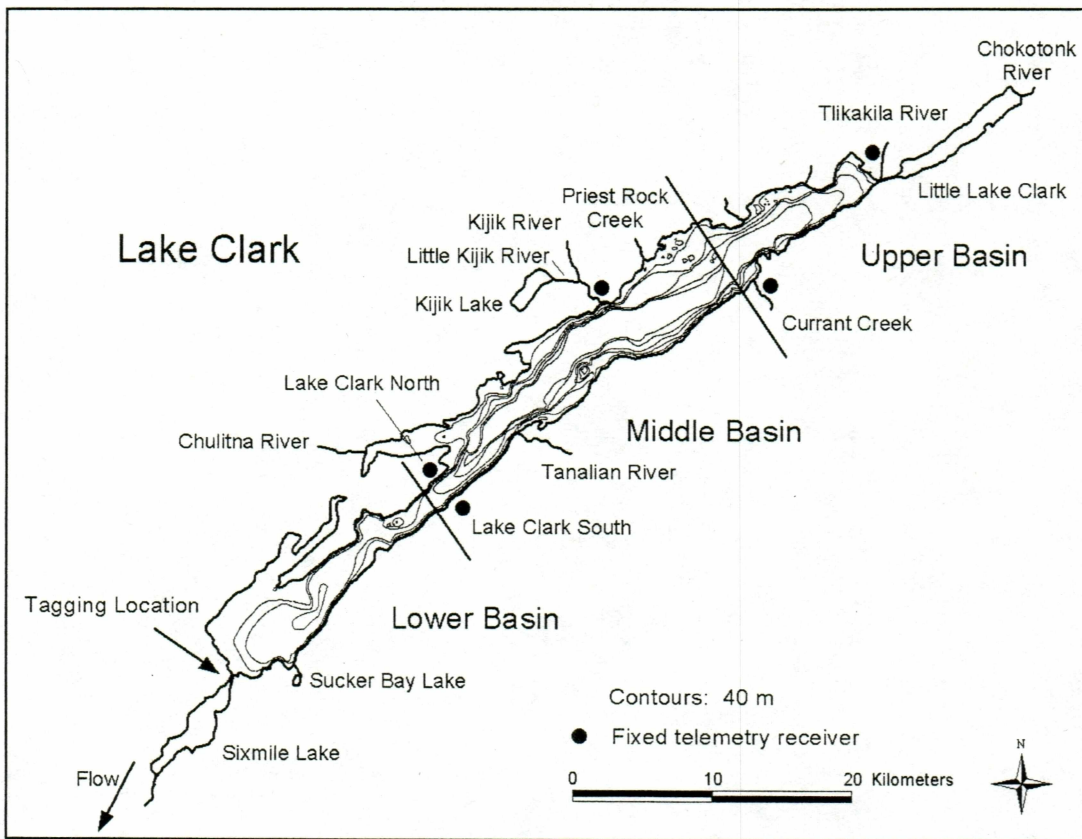 Chokotonk
River
Tlikakila River
Little Lake Clark
Priest Rock
Creek
Kijik River
Lake Clark
Little Kijik River
Upper Basin
Kijik Lake
Currant Creek
Lake Clark North
Chulitna River
Middle Basin
Tanalian River
Lake Clark South
Tagging Location
Lower Basin
Sucker Bay Lake
Contours: 40 m
Fixed telemetry receiver
Sixmile Lake
Flow
0 10 20 Kilometers
N